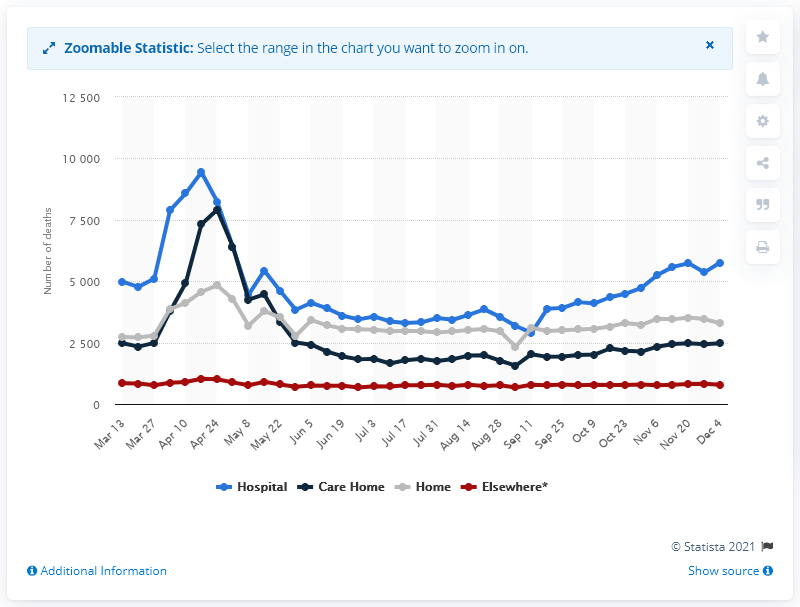 Zoomable Statistic: Select the range in the chart you want to zoom in on.
×
12 500
10 000
7 500
5 000
2 500
0
Number of deaths
Mar 13
Mar 27
Apr 10
Apr 24
May 8
May 22
Jun 5
Jun 19
Jul 3
Jul 17
Jul 31
Aug 14
Aug 28
Sep 11
Sep 25
Oct 9
Oct 23
Nov 6
Nov 20
Dec 4
Hospital Care Home Home Elsewhere*
© Statista 2021
Additional Information
Show source